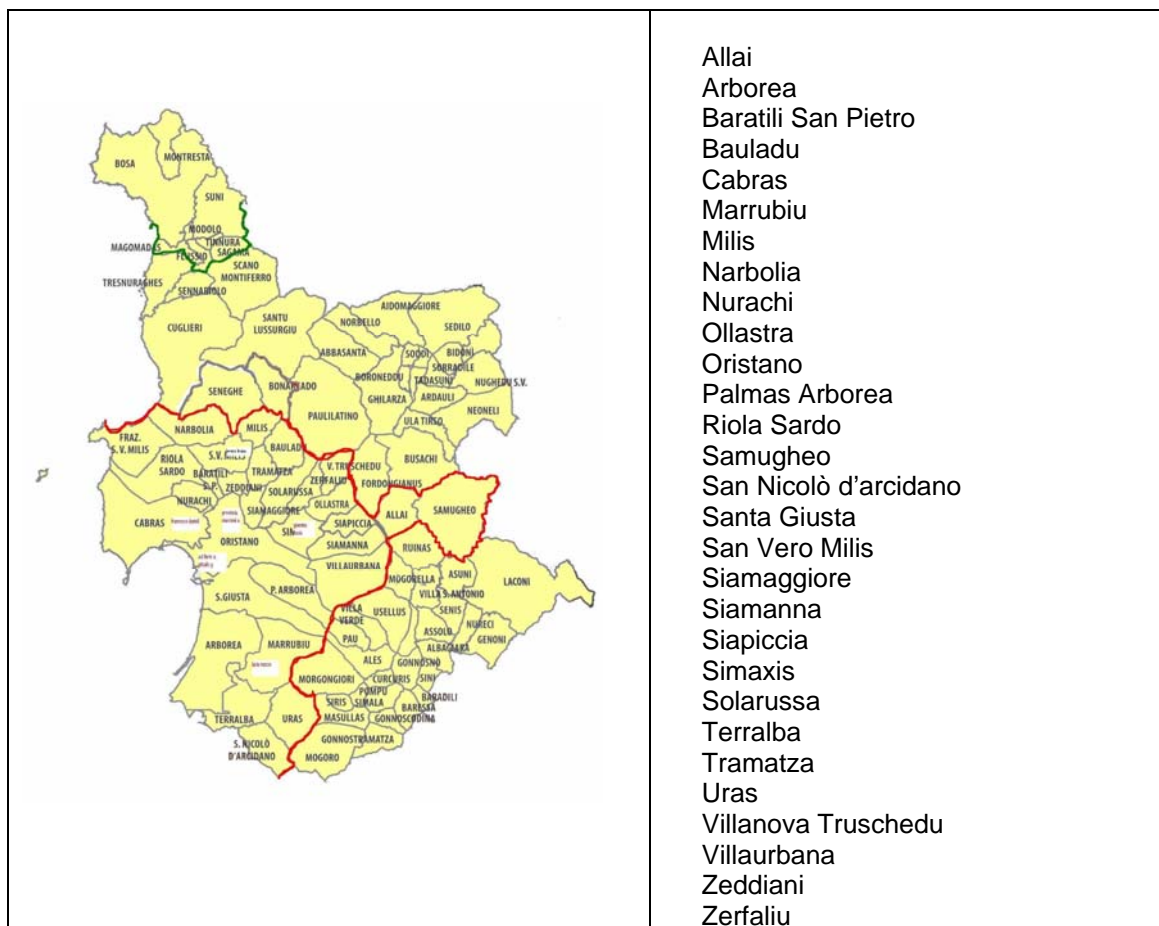 BOSA
MONTRESTA
SUNI
MODOLO
MAGOMADAS
TINNURA
FLUSSIO
SAGAMA
SCANO
MONTIFERRO
TRESNURAGHES
SENNARIOLO
CUGLIERI
SANTU
LUSSURGIU
AIDOMAGGIORE
NORBELLO
SEDILO
ABBASANTA
SODDI
BIDONI
SORRADILE
BORONEDDU
TADASUNI
NUGHEDU S.V.
SENEGHE
BONARCADO
GHILARZA
ARDAULI
PAULILATINO
NEONELI
ULA TIRSO
FRAZ.
S. V. MILIS
NARBOLIA
MILIS
BAULADU
BUSACHI
RIOLA
SARDO
S.V. MILIS
BARATILI
S. P.
TRAMATZA
V. TRUSCHEDU
ZERFALIU
FORDONGIANUS
ZEDDIANI
SOLARUSSA
NURACHI
SIAMAGGIORE
OLLASTRA
ALLAI
SAMUGHEO
CABRAS
SIAPICCIA
ORISTANO
SIAMANNA
RUINAS
VILLAURBANA
MOGORELLA
ASUNI
LACONI
S.GIUSTA
P. ARBOREA
VILLA S. ANTONIO
VILLA
VERDE
USELLUS
SENIS
NURECI
ASSOLO
GENONI
ARBOREA
MARRUBIU
PAU
ALBAGIARA
ALES
GONNOSNO
MORGONGIORI
CURCURIS
SINI
POMPU
SIMALA
BARADILI
SIRIS
BARESSA
TERRALBA
URAS
MASULLAS
GONNOSCODINA
GONNOSTRAMATZA
S. NICOLÒ
D'ARCIDANO
MOGORO
Allai
Arborea
Baratili San Pietro
Bauladu
Cabras
Marrubiu
Milis
Narbolia
Nurachi
Ollastra
Oristano
Palmas Arborea
Riola Sardo
Samugheo
San Nicolò d’arcidano
Santa Giusta
San Vero Milis
Siamaggiore
Siamanna
Siapiccia
Simaxis
Solarussa
Terralba
Tramatza
Uras
Villanova Truschedu
Villaurbana
Zeddiani
Zerfaliu